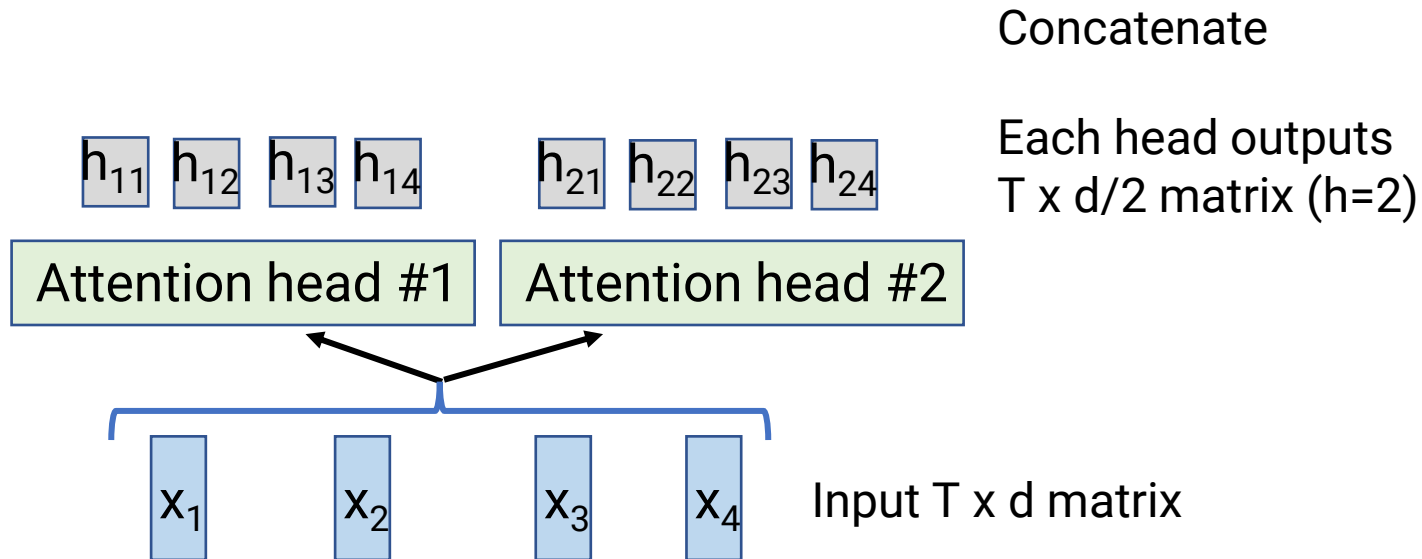 Concatenate
h₁₁ h₁₂ h₁₃ h₁₄ h₂₁ h₂₂ h₂₃ h₂₄
Each head outputs
T x d/2 matrix (h=2)
Attention head #1 Attention head #2
x₁ x₂ x₃ x₄ Input T x d matrix